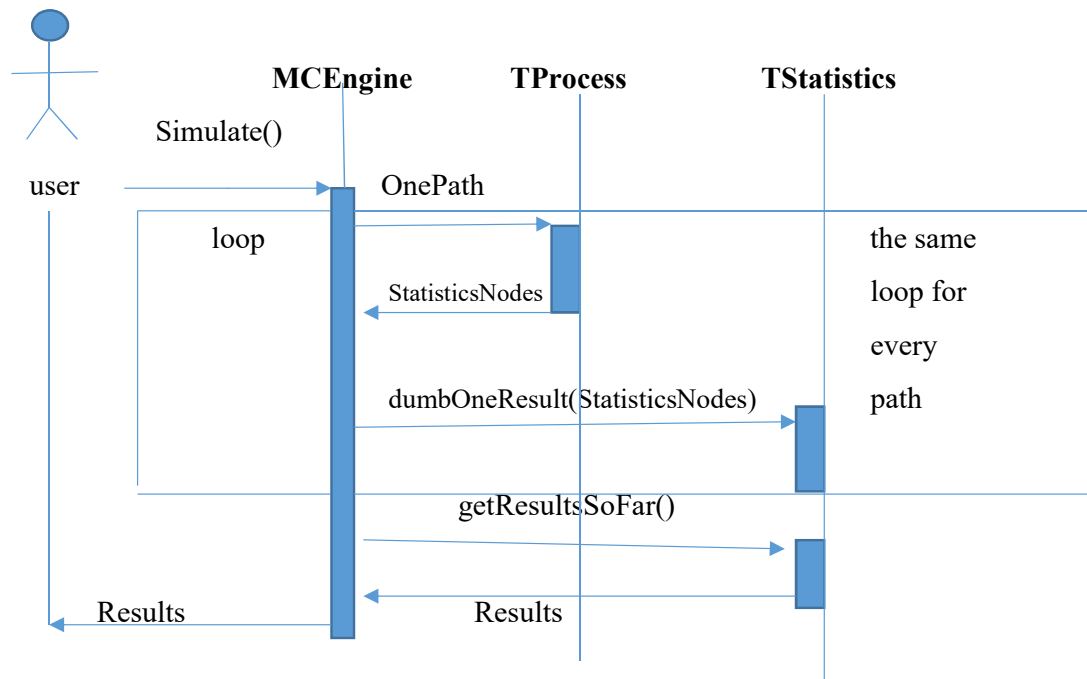 MCEngine
TProcess
TStatistics
Simulate()
user
OnePath
loop
the same
loop for
every
path
StatisticsNodes
dumbOneResult(StatisticsNodes)
getResultsSoFar()
Results
Results